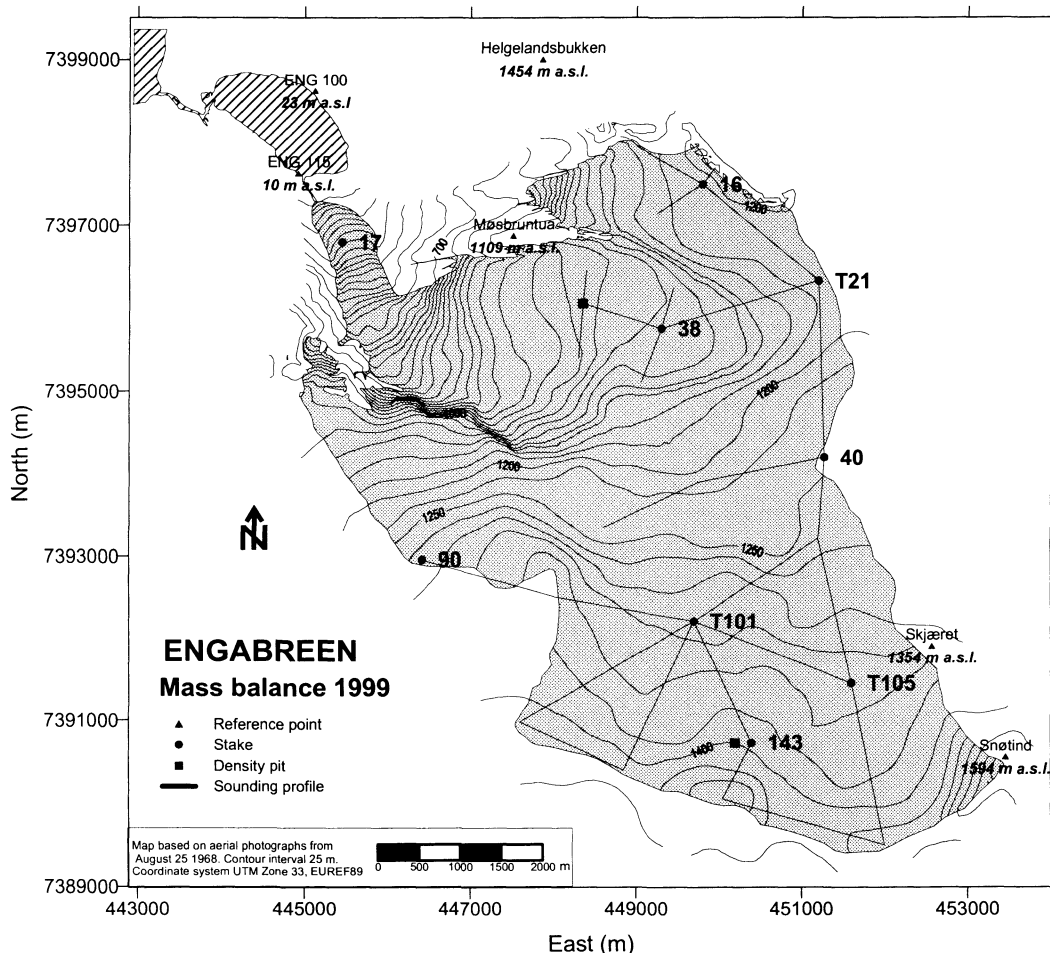 7399000
7397000
7395000
7393000
7391000
7389000
North (m)
Helgelandsbukken
1454 m a.s.l.
ENG 100
23 m a.s.l
ENG 115
10 m a.s.l.
17
700
Møsbruntua
1109 m a.s.l.
16
1200
T21
38
1200
40
1200
1250
1250
90
T101
Skjæret
1354 m a.s.l.
T105
1400
143
Snøtind
1594 m a.s.l.
N
ENGABREEN
Mass balance 1999
Reference point
Stake
Density pit
Sounding profile
Map based on aerial photographs from
August 25 1968. Contour interval 25 m.
Coordinate system UTM Zone 33, EUREF89
0 500 1000 1500 2000 m
443000 445000 447000 449000 451000 453000
East (m)